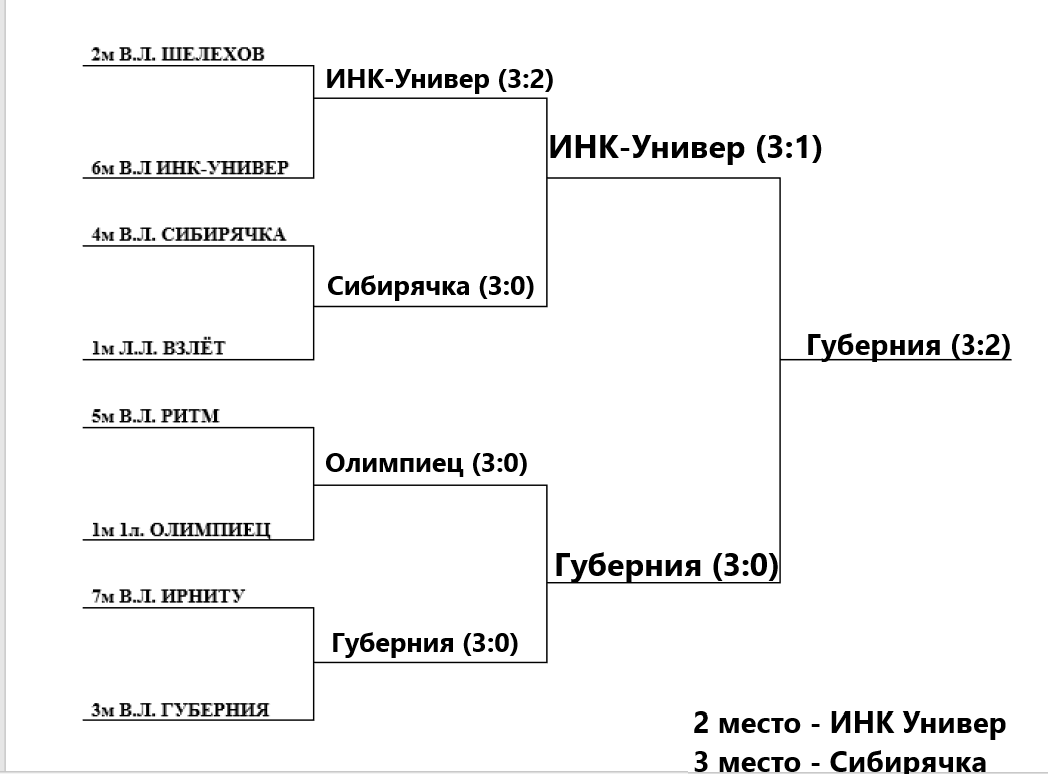 2м В.Л. ШЕЛЕХОВ
ИНК-Универ (3:2)
6м В.Л ИНК-УНИВЕР
ИНК-Универ (3:1)
4м В.Л. СИБИРЯЧКА
Сибирячка (3:0)
1м Л.Л. ВЗЛЁТ
Губерния (3:2)
5м В.Л. РИТМ
Олимпиец (3:0)
1м 1л. ОЛИМПИЕЦ
Губерния (3:0)
7м В.Л. ИРНИТУ
Губерния (3:0)
3м В.Л. ГУБЕРНИЯ
2 место - ИНК Универ
3 место - Сибирячка